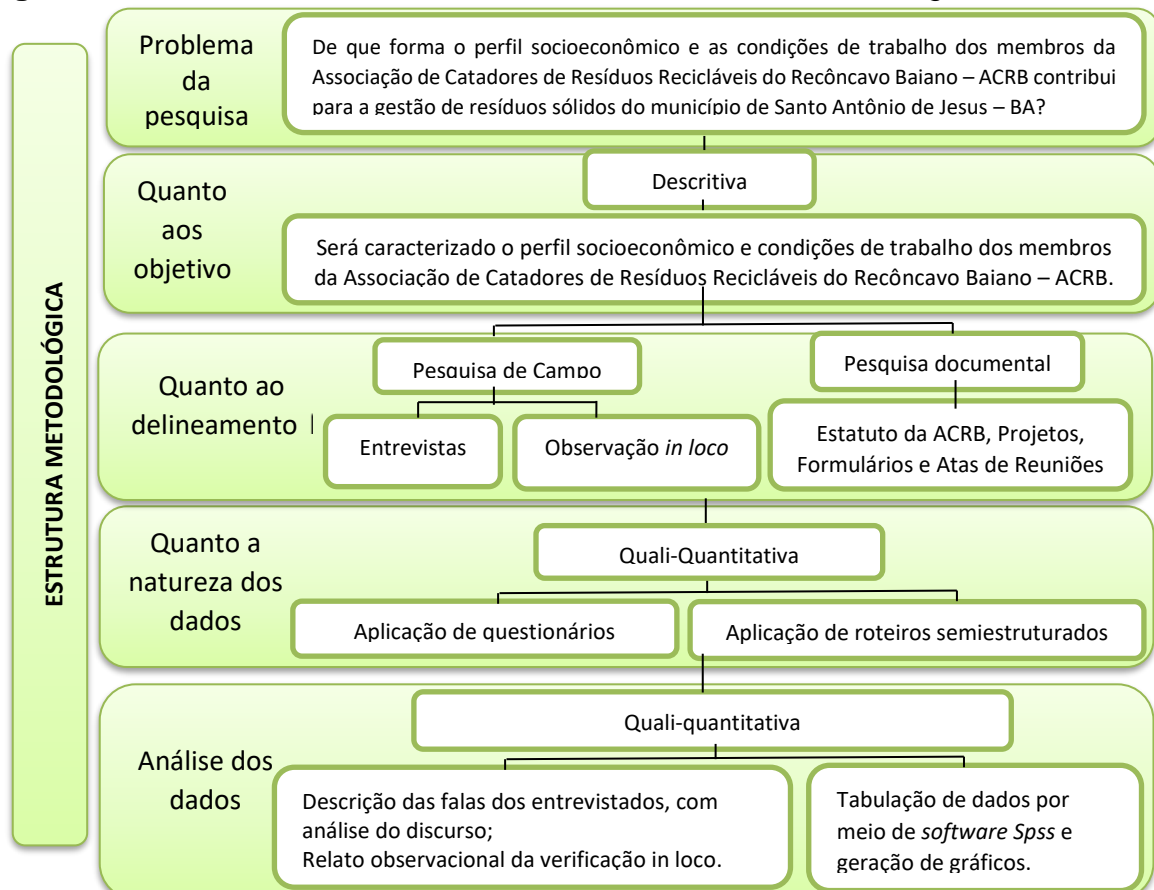 ESTRUTURA METODOLÓGICA
Problema
da
pesquisa
De que forma o perfil socioeconômico e as condições de trabalho dos membros da
Associação de Catadores de Resíduos Recicláveis do Recôncavo Baiano – ACRB contribui
para a gestão de resíduos sólidos do município de Santo Antônio de Jesus – BA?
Quanto
aos
objetivo
Descritiva
Será caracterizado o perfil socioeconômico e condições de trabalho dos membros
da Associação de Catadores de Resíduos Recicláveis do Recôncavo Baiano – ACRB.
Quanto ao
delineamento
Pesquisa de Campo
Pesquisa documental
Entrevistas
Observação in loco
Estatuto da ACRB, Projetos,
Formulários e Atas de Reuniões
Quanto a
natureza dos
dados
Quali-Quantitativa
Aplicação de questionários
Aplicação de roteiros semiestruturados
Análise dos
dados
Quali-quantitativa
Descrição das falas dos entrevistados, com
análise do discurso;
Relato observacional da verificação in loco.
Tabulação de dados por
meio de software Spss e
geração de gráficos.